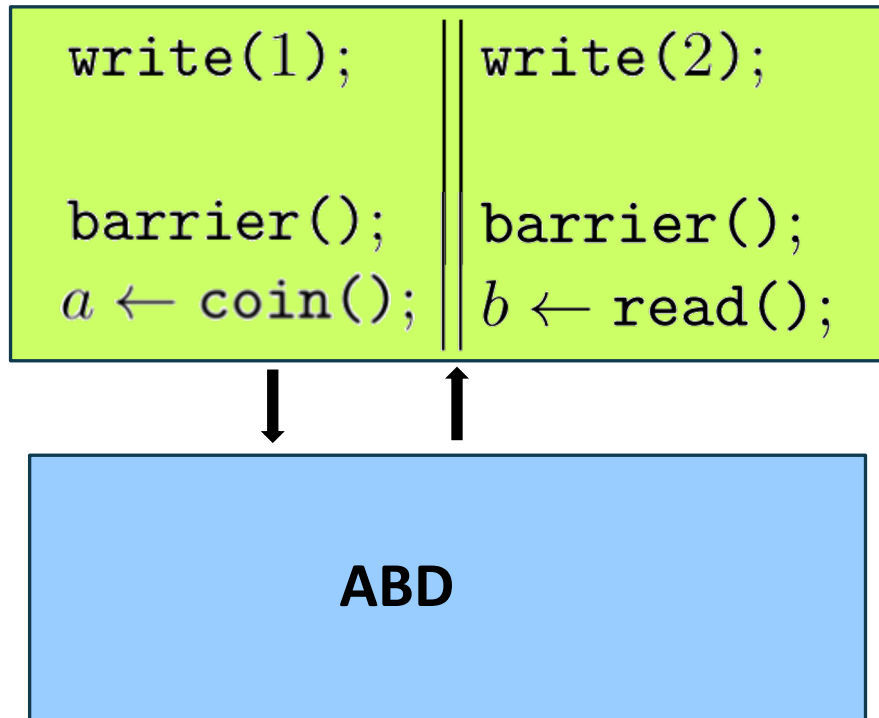 write(1);
barrier();
a ← coin();
write(2);
barrier();
b ← read();
ABD